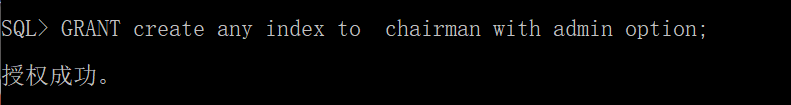 SQL> GRANT create any index to  chairman with admin option;
授权成功。